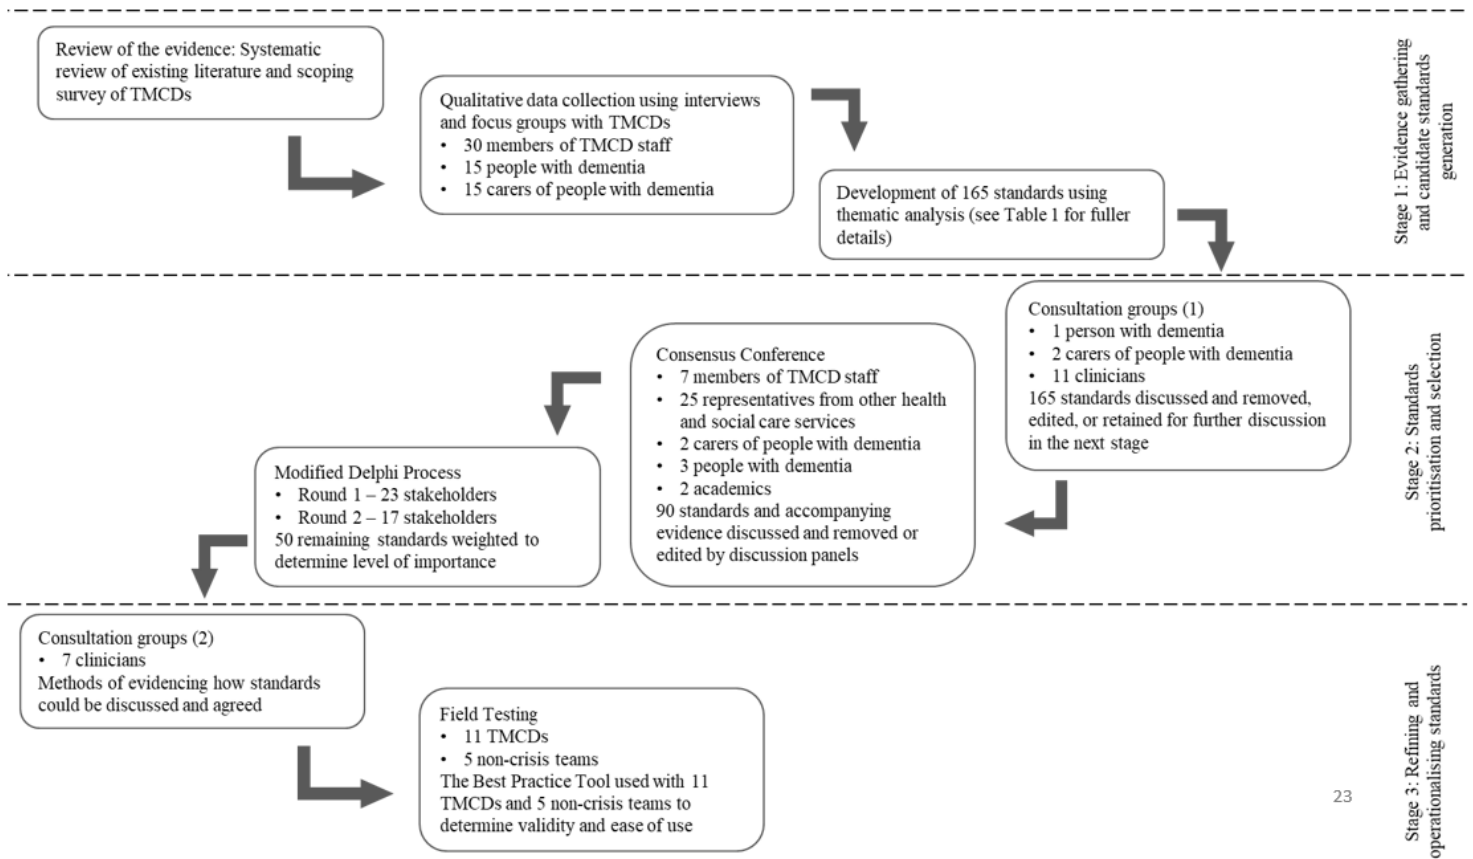 Review of the evidence: Systematic
review of existing literature and scoping
survey of TMCDs
Qualitative data collection using interviews
and focus groups with TMCDs
• 30 members of TMCD staff
• 15 people with dementia
• 15 carers of people with dementia
Development of 165 standards using
thematic analysis (see Table 1 for fuller
details)
Stage 1: Evidence gathering
and candidate standards
generation
Consultation groups (1)
• 1 person with dementia
• 2 carers of people with dementia
• 11 clinicians
165 standards discussed and removed,
edited, or retained for further discussion
in the next stage
Consensus Conference
• 7 members of TMCD staff
• 25 representatives from other health
and social care services
• 2 carers of people with dementia
• 3 people with dementia
• 2 academics
90 standards and accompanying
evidence discussed and removed or
edited by discussion panels
Modified Delphi Process
• Round 1 – 23 stakeholders
• Round 2 – 17 stakeholders
50 remaining standards weighted to
determine level of importance
Stage 2: Standards
prioritisation and selection
Consultation groups (2)
• 7 clinicians
Methods of evidencing how standards
could be discussed and agreed
Field Testing
• 11 TMCDs
• 5 non-crisis teams
The Best Practice Tool used with 11
TMCDs and 5 non-crisis teams to
determine validity and ease of use
Stage 3: Refining and
operationalising standards
23